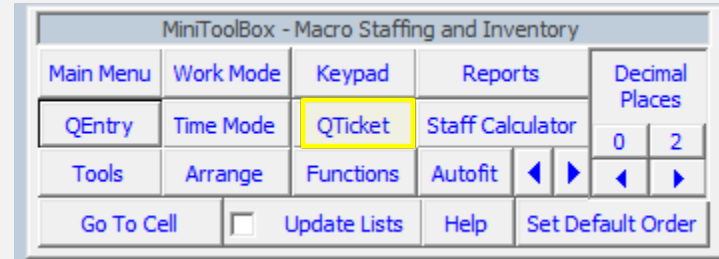 MiniToolBox - Macro Staffing and Inventory
Main Menu Work Mode Keypad Reports Decimal
Places
QEntry Time Mode QTicket Staff Calculator 0 2
Tools Arrange Functions Autofit ◀ ▶ ◀ ▶
Go To Cell Update Lists Help Set Default Order